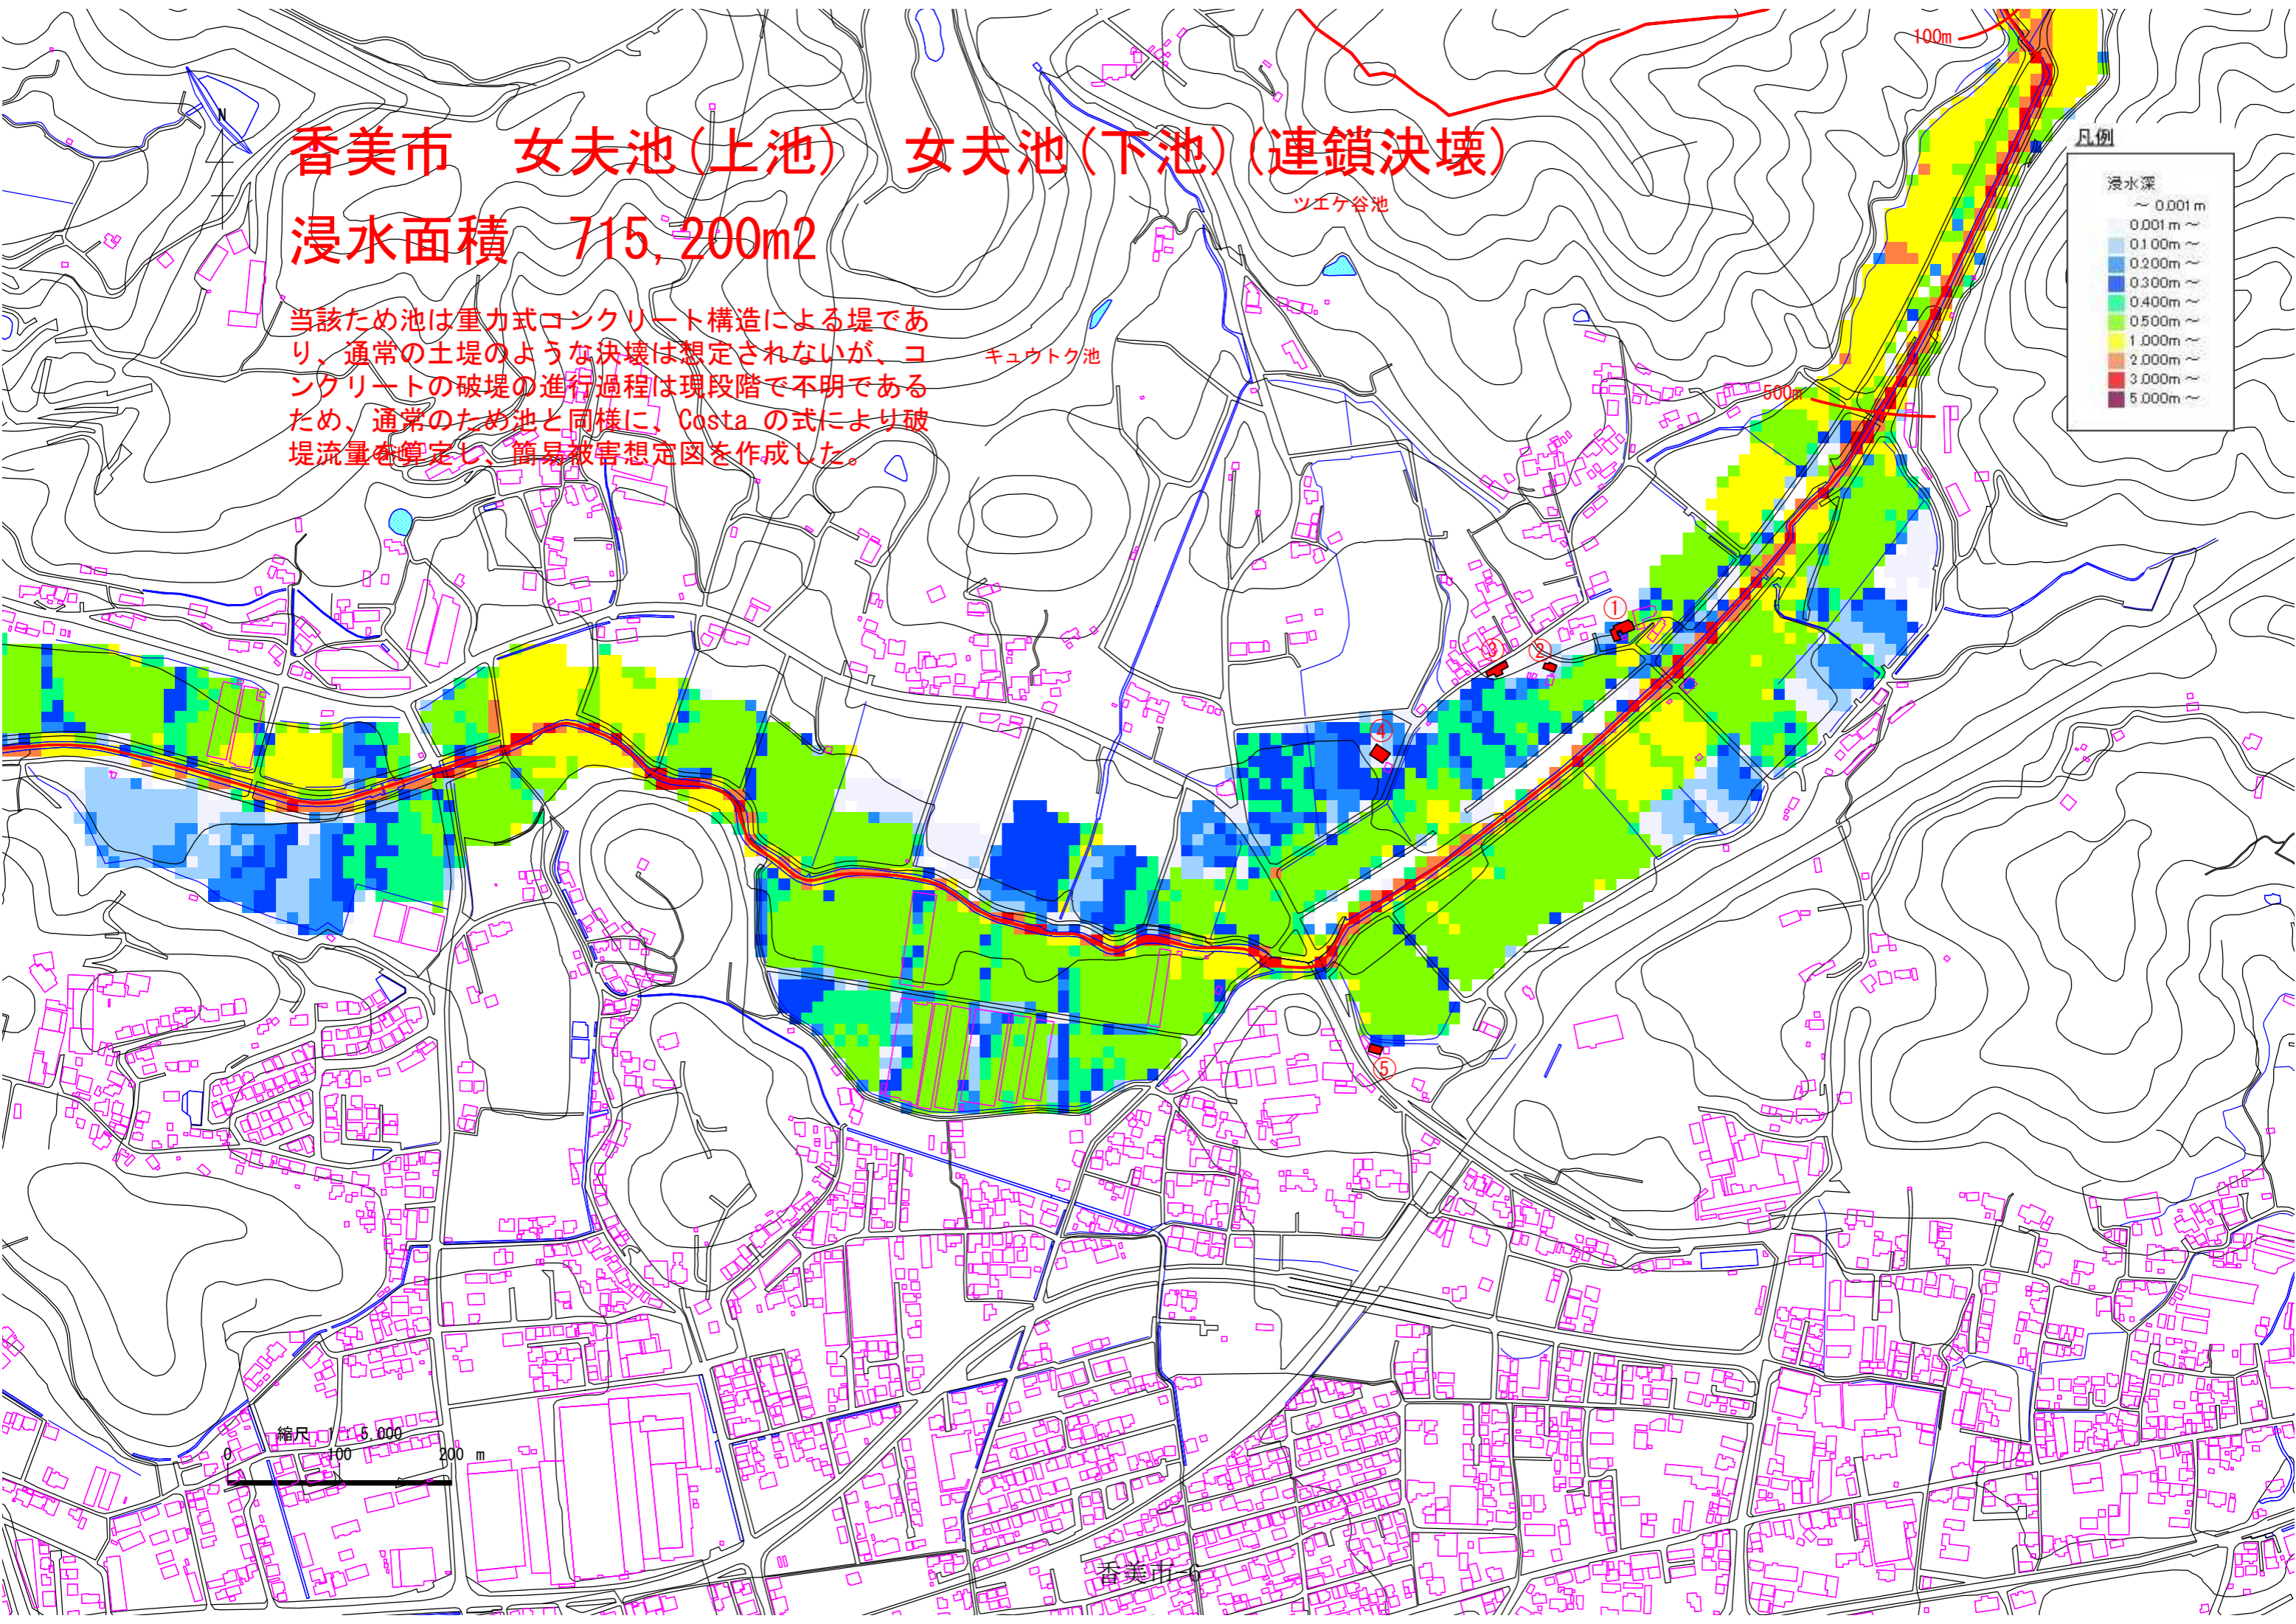 100m
香美市　女夫池(上池)　女夫池(下池)(連鎖決壊)
浸水面積　715,200m2
当該ため池は重力式コンクリート構造による堤であ
り、通常の土堤のような決壊は想定されないが、コ
ンクリートの破堤の進行過程は現段階で不明である
ため、通常のため池と同様に、Costa の式により破
堤流量を算定し、簡易被害想定図を作成した。
N
ツエケ谷池
キュウトク池
凡例
浸水深
～ 0.001m
0.001m～
0.100m～
0.200m～
0.300m～
0.400m～
0.500m～
1.000m～
2.000m～
3.000m～
5.000m～
500m
①
②
③
④
⑤
縮尺 1 : 5,000
0 100 200 m
香美市-6